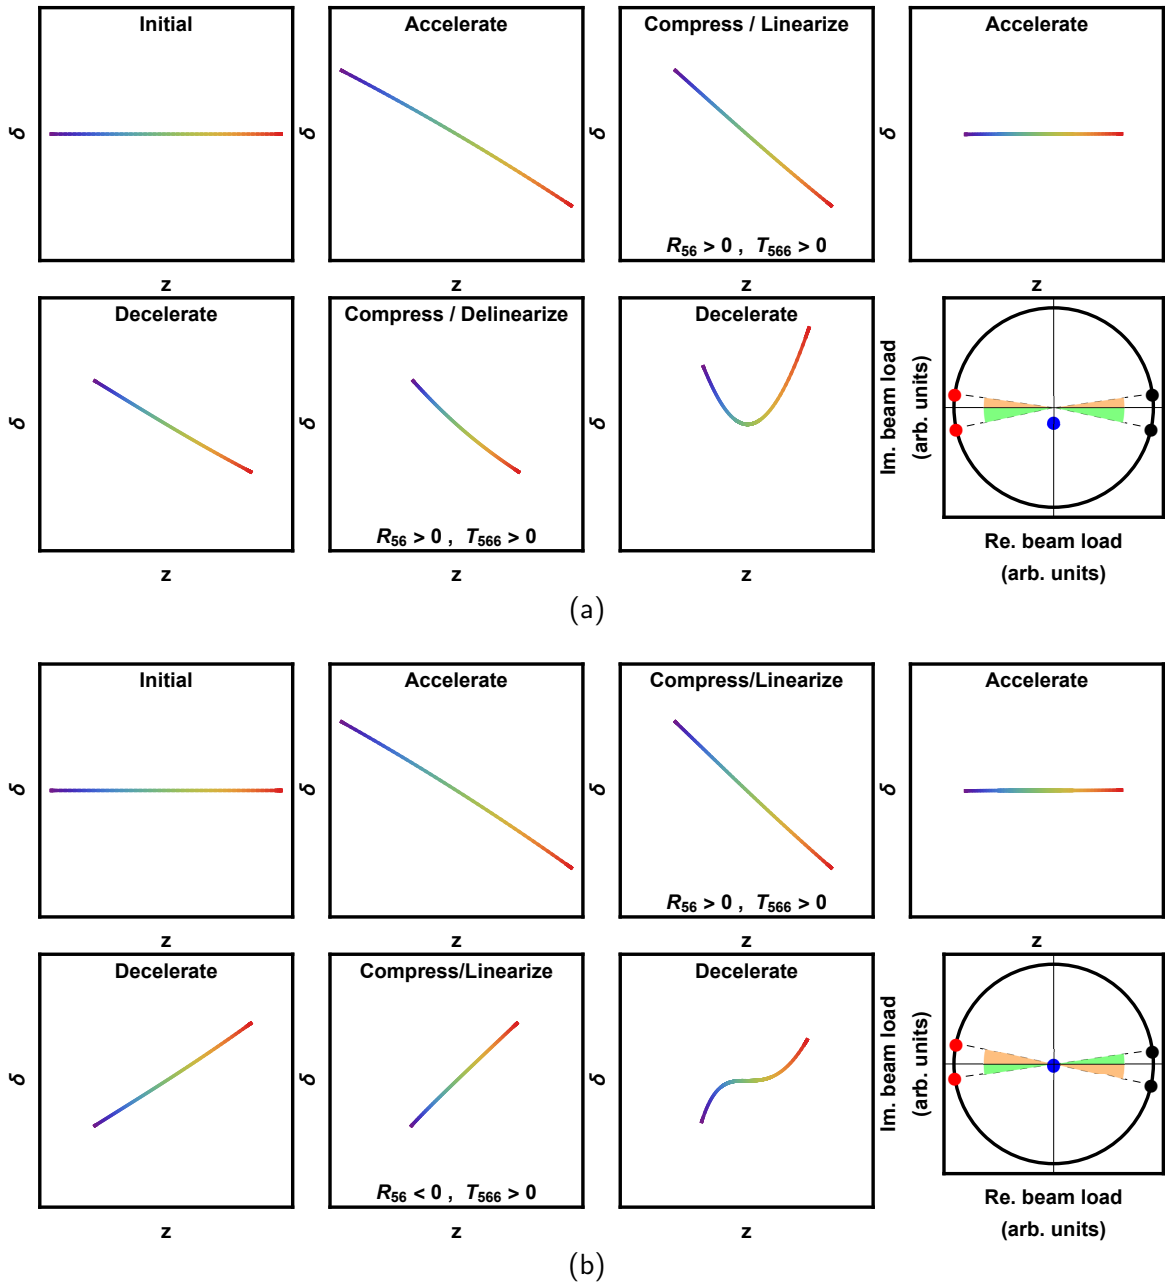 Initial
δ
z
Accelerate
δ
z
Compress / Linearize
R56 > 0 , T566 > 0
δ
z
Accelerate
δ
z
Decelerate
δ
z
Compress / Delinearize
R56 > 0 , T566 > 0
δ
z
Decelerate
δ
z
Im. beam load
(arb. units)
Re. beam load
(arb. units)
(a)
Initial
δ
z
Accelerate
δ
z
Compress/Linearize
R56 > 0 , T566 > 0
δ
z
Accelerate
δ
z
Decelerate
δ
z
Compress/Linearize
R56 < 0 , T566 > 0
δ
z
Decelerate
δ
z
Im. beam load
(arb. units)
Re. beam load
(arb. units)
(b)